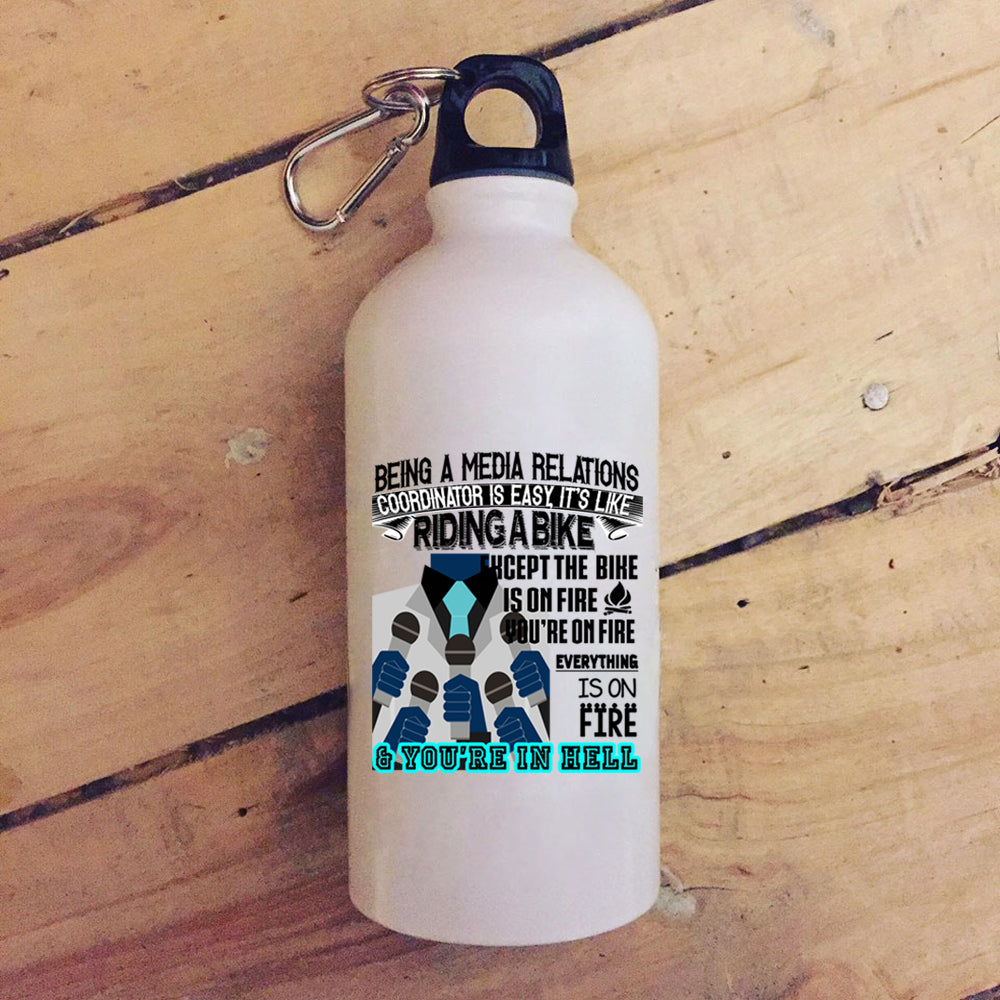 BEING A MEDIA RELATIONS
COORDINATOR IS EASY, IT'S LIKE
RIDING A BIKE
EXCEPT THE BIKE
IS ON FIRE
YOU'RE ON FIRE
EVERYTHING
IS ON
FIRE
& YOU'RE IN HELL